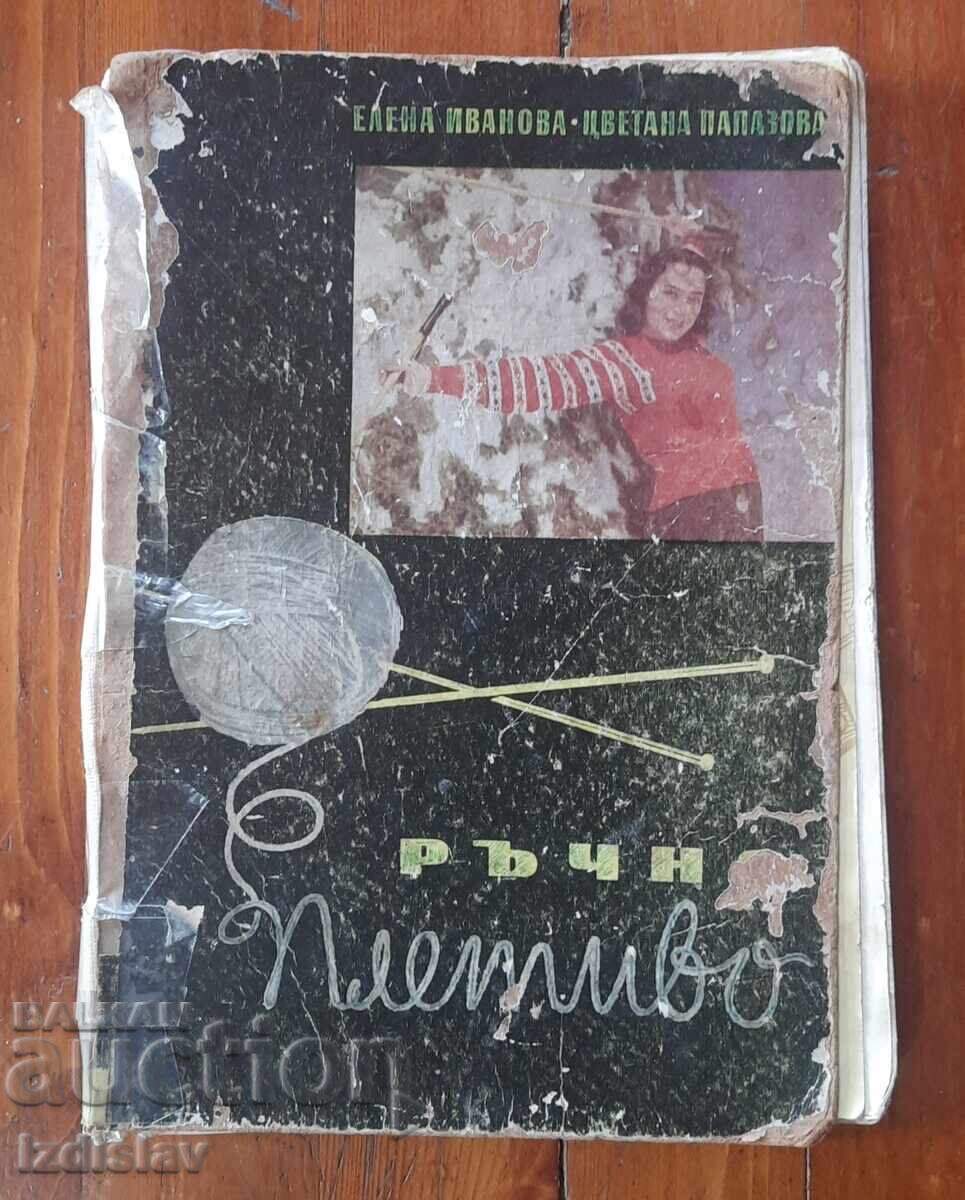 ЕЛЕНА ИВАНОВА · ЦВЕТАНА ПАПАЗОВА
РЪЧН
Плетиво
BALKAN
auction
Izdislav